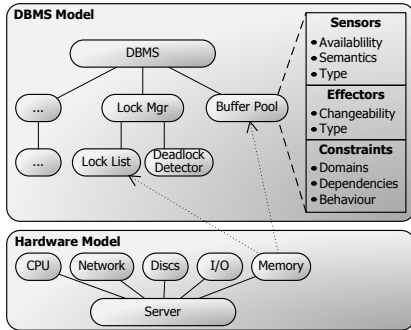 DBMS Model
DBMS
...
Lock Mgr
Buffer Pool
...
Lock List
Deadlock
Detector
Sensors
• Availablility
• Semantics
• Type
Effectors
• Changeability
• Type
Constraints
• Domains
• Dependencies
• Behaviour
Hardware Model
CPU
Network
Discs
I/O
Memory
Server